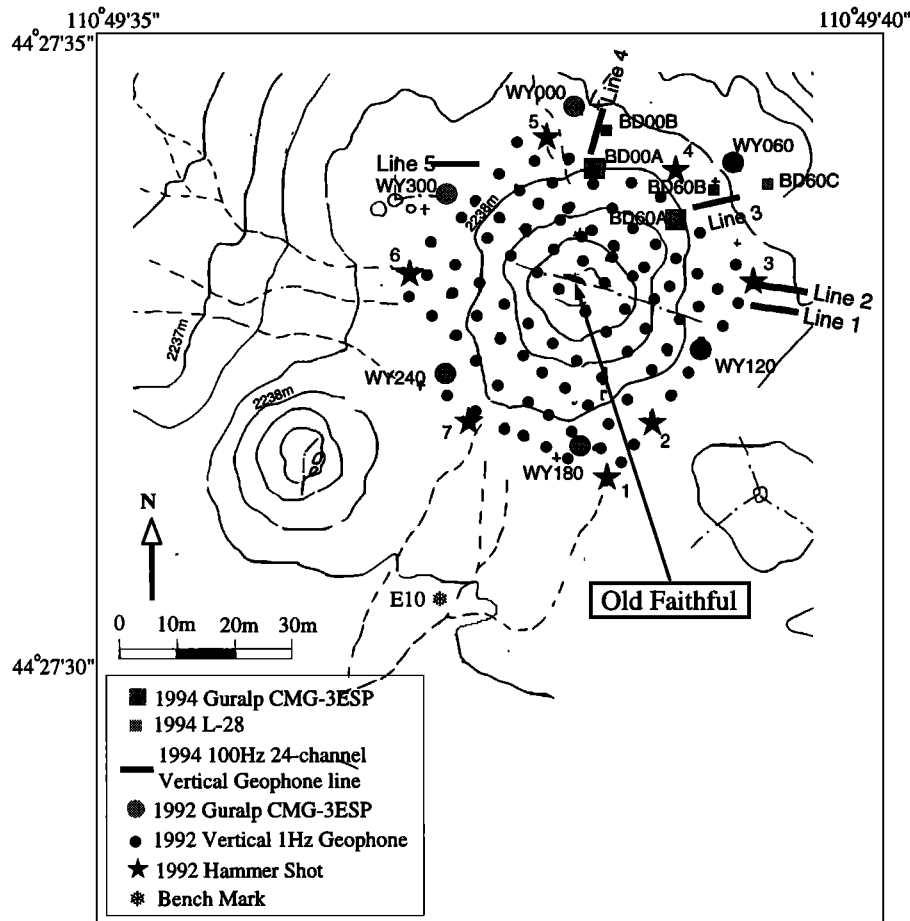 110°49'35"
110°49'40"
44°27'35"
WY000
Line 4
5
BD00B
BD00A
4
WY060
Line 5
WY300
BD60B
BD60C
2238m
BD60A
Line 3
6
3
Line 2
Line 1
2237m
WY120
WY240
2238m
7
2
WY180
1
N
E10
Old Faithful
0 10m 20m 30m
44°27'30"
1994 Guralp CMG-3ESP
1994 L-28
1994 100Hz 24-channel
Vertical Geophone line
1992 Guralp CMG-3ESP
1992 Vertical 1Hz Geophone
1992 Hammer Shot
Bench Mark